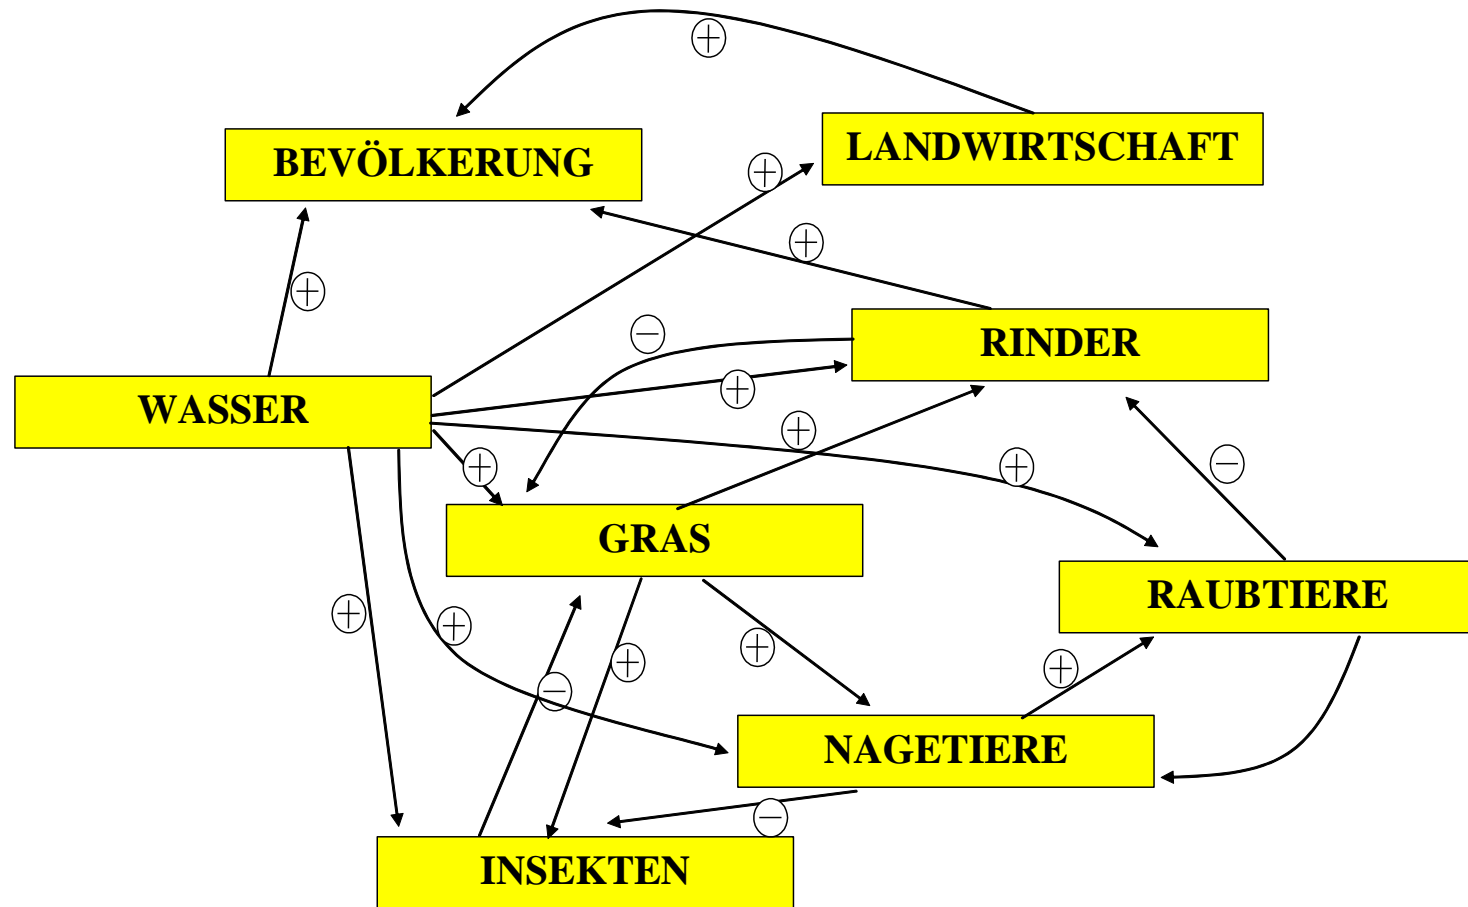 BEVÖLKERUNG
LANDWIRTSCHAFT
RINDER
WASSER
GRAS
RAUBTIERE
NAGETIERE
INSEKTEN